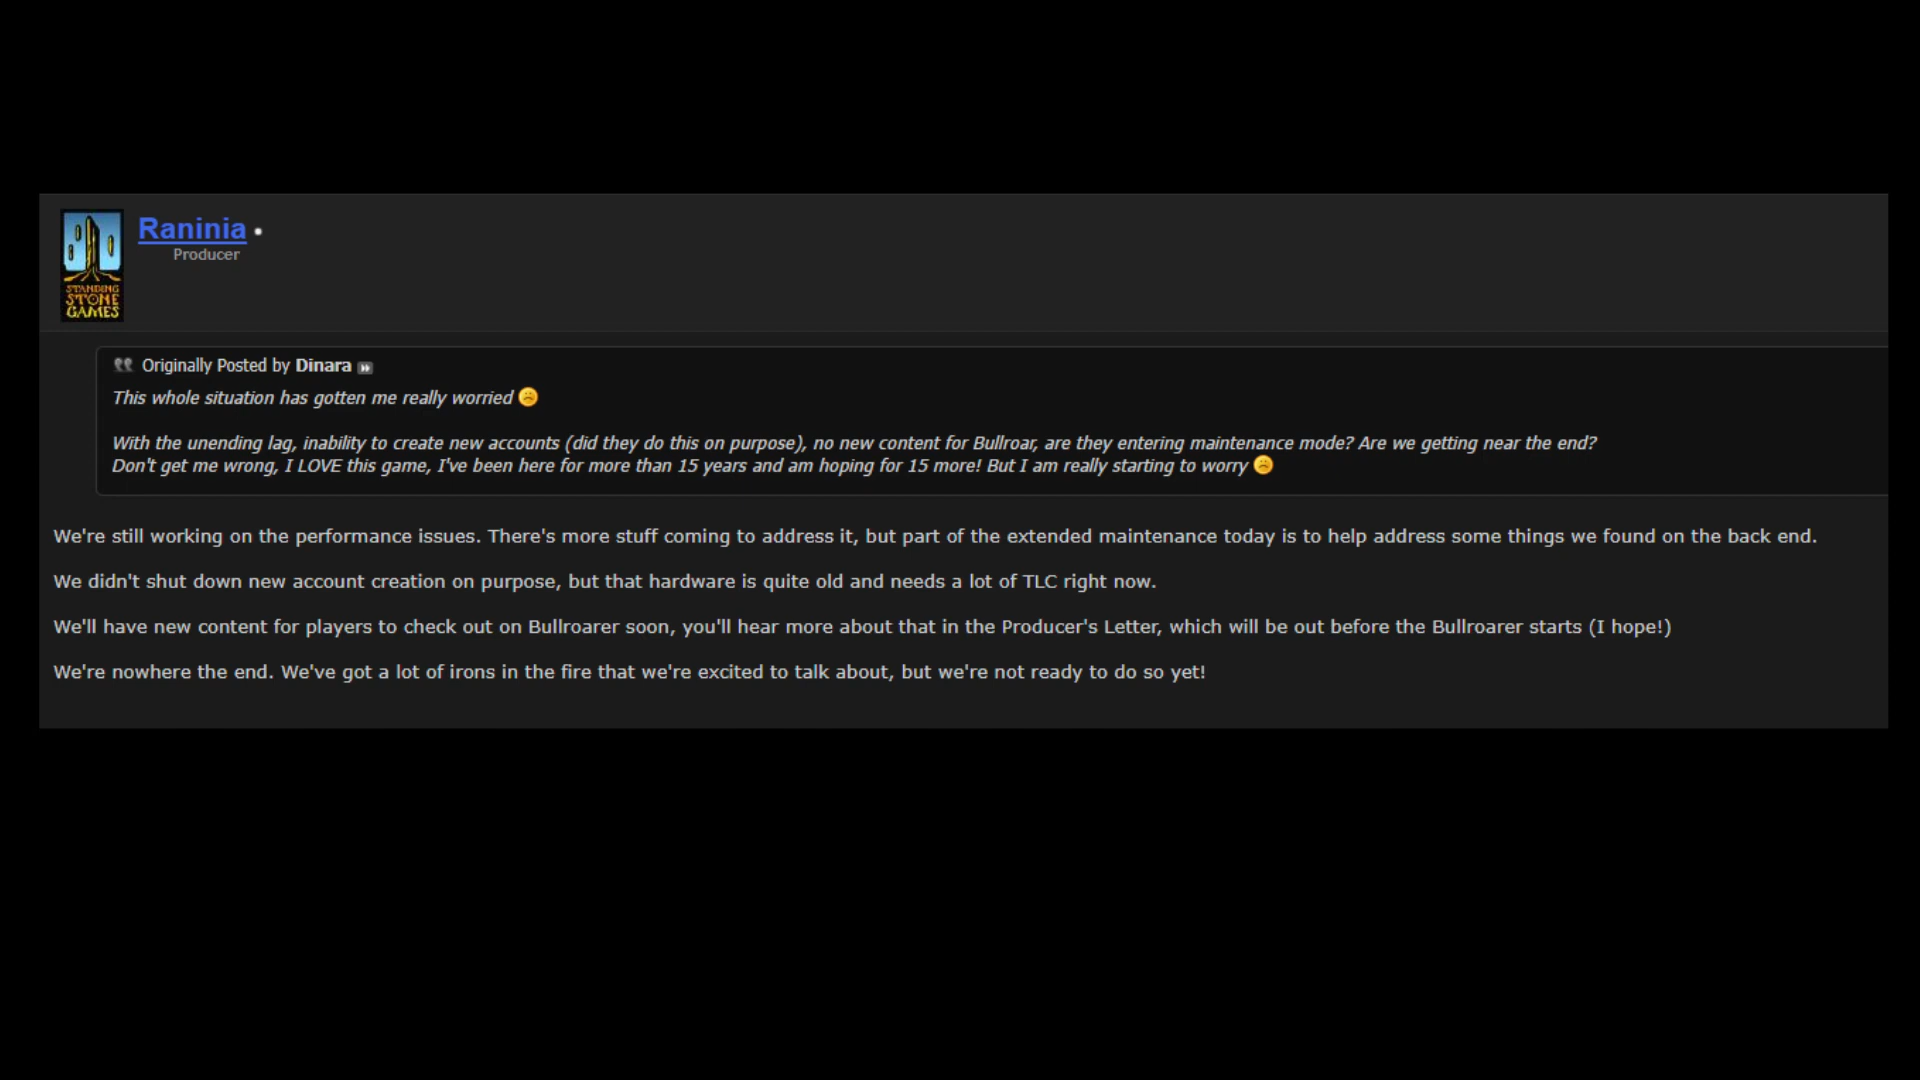 Raninia
Producer
STANDING
STONE
GAMES
Originally Posted by Dinara
This whole situation has gotten me really worried
With the unending lag, inability to create new accounts (did they do this on purpose), no new content for Bullroar, are they entering maintenance mode? Are we getting near the end?
Don't get me wrong, I LOVE this game, I've been here for more than 15 years and am hoping for 15 more! But I am really starting to worry
We're still working on the performance issues. There's more stuff coming to address it, but part of the extended maintenance today is to help address some things we found on the back end.
We didn't shut down new account creation on purpose, but that hardware is quite old and needs a lot of TLC right now.
We'll have new content for players to check out on Bullroarer soon, you'll hear more about that in the Producer's Letter, which will be out before the Bullroarer starts (I hope!)
We're nowhere the end. We've got a lot of irons in the fire that we're excited to talk about, but we're not ready to do so yet!